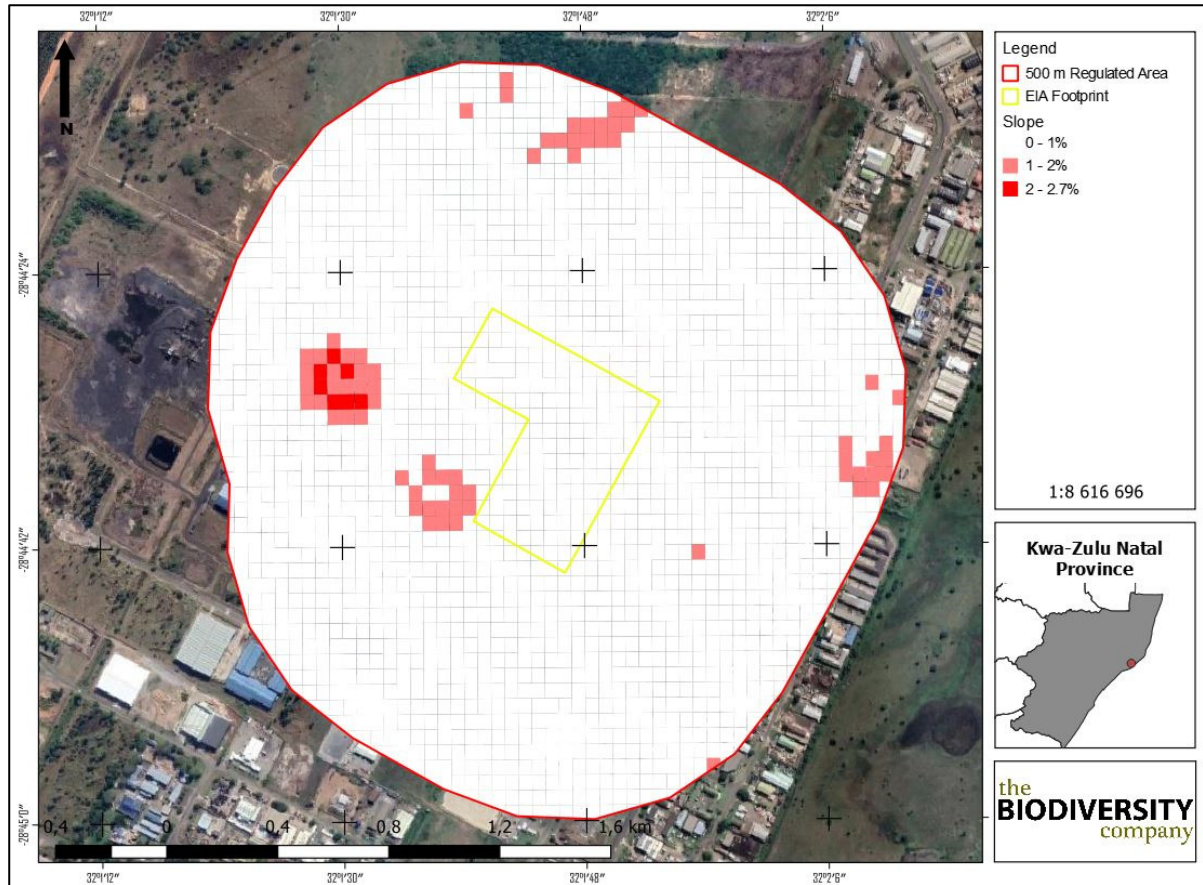 32°1'12" 32°1'30" 32°1'48" 32°2'6"
N
-28°44'24"
-28°44'42"
-28°45'0"
0,4 0 0,4 0,8 1,2 1,6 km
32°1'12" 32°1'30" 32°1'48" 32°2'6"
Legend
500 m Regulated Area
EIA Footprint
Slope
0 - 1%
1 - 2%
2 - 2.7%
1:8 616 696
Kwa-Zulu Natal
Province
the
BIODIVERSITY
company